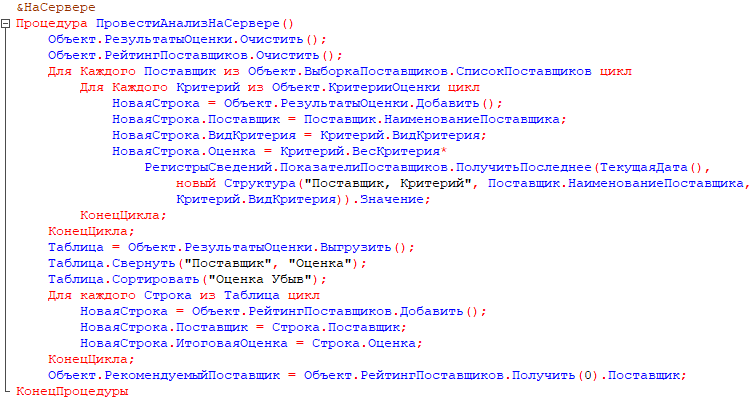 &НаСервере
Процедура ПровестиАнализНаСервере()
Объект.РезультатыОценки.Очистить();
Объект.РейтингПоставщиков.Очистить();
Для Каждого Поставщик из Объект.ВыборкаПоставщиков.СписокПоставщиков цикл
Для Каждого Критерий из Объект.КритерииОценки цикл
НоваяСтрока = Объект.РезультатыОценки.Добавить();
НоваяСтрока.Поставщик = Поставщик.НаименованиеПоставщика;
НоваяСтрока.ВидКритерия = Критерий.ВидКритерия;
НоваяСтрока.Оценка = Критерий.ВесКритерия*
РегистрыСведений.ПоказателиПоставщиков.ПолучитьПоследнее(ТекущаяДата(),
новый Структура("Поставщик, Критерий", Поставщик.НаименованиеПоставщика,
Критерий.ВидКритерия)).Значение;
КонецЦикла;
КонецЦикла;
Таблица = Объект.РезультатыОценки.Выгрузить();
Таблица.Свернуть("Поставщик", "Оценка");
Таблица.Сортировать("Оценка Убыв");
Для каждого Строка из Таблица цикл
НоваяСтрока = Объект.РейтингПоставщиков.Добавить();
НоваяСтрока.Поставщик = Строка.Поставщик;
НоваяСтрока.ИтоговаяОценка = Строка.Оценка;
КонецЦикла;
Объект.РекомендуемыйПоставщик = Объект.РейтингПоставщиков.Получить(0).Поставщик;
КонецПроцедуры